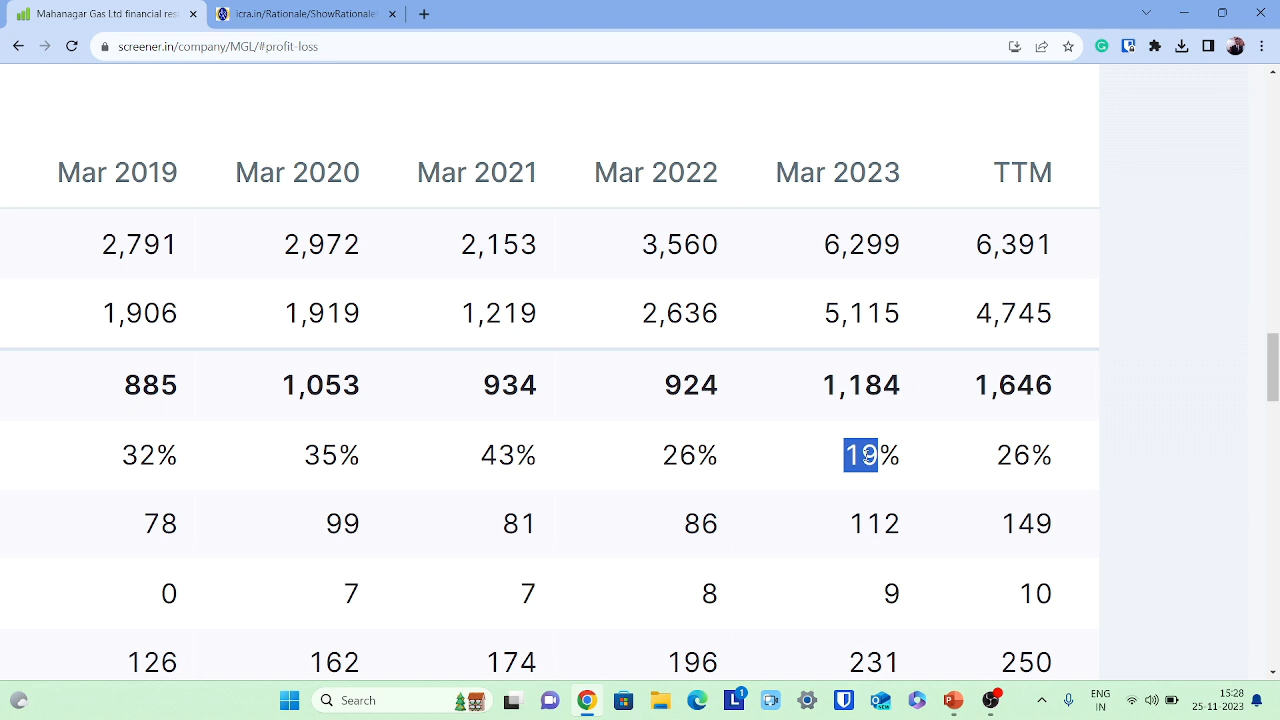 Mahanagar Gas Ltd financial res
icra.in/Rationale/ShowRationale
screener.in/company/MGL/#profit-loss
Mar 2019 Mar 2020 Mar 2021 Mar 2022 Mar 2023 TTM
2,791 2,972 2,153 3,560 6,299 6,391
1,906 1,919 1,219 2,636 5,115 4,745
885 1,053 934 924 1,184 1,646
32% 35% 43% 26% 19% 26%
78 99 81 86 112 149
0 7 7 8 9 10
126 162 174 196 231 250
Search
1
ENG
IN
15:28
25-11-2023